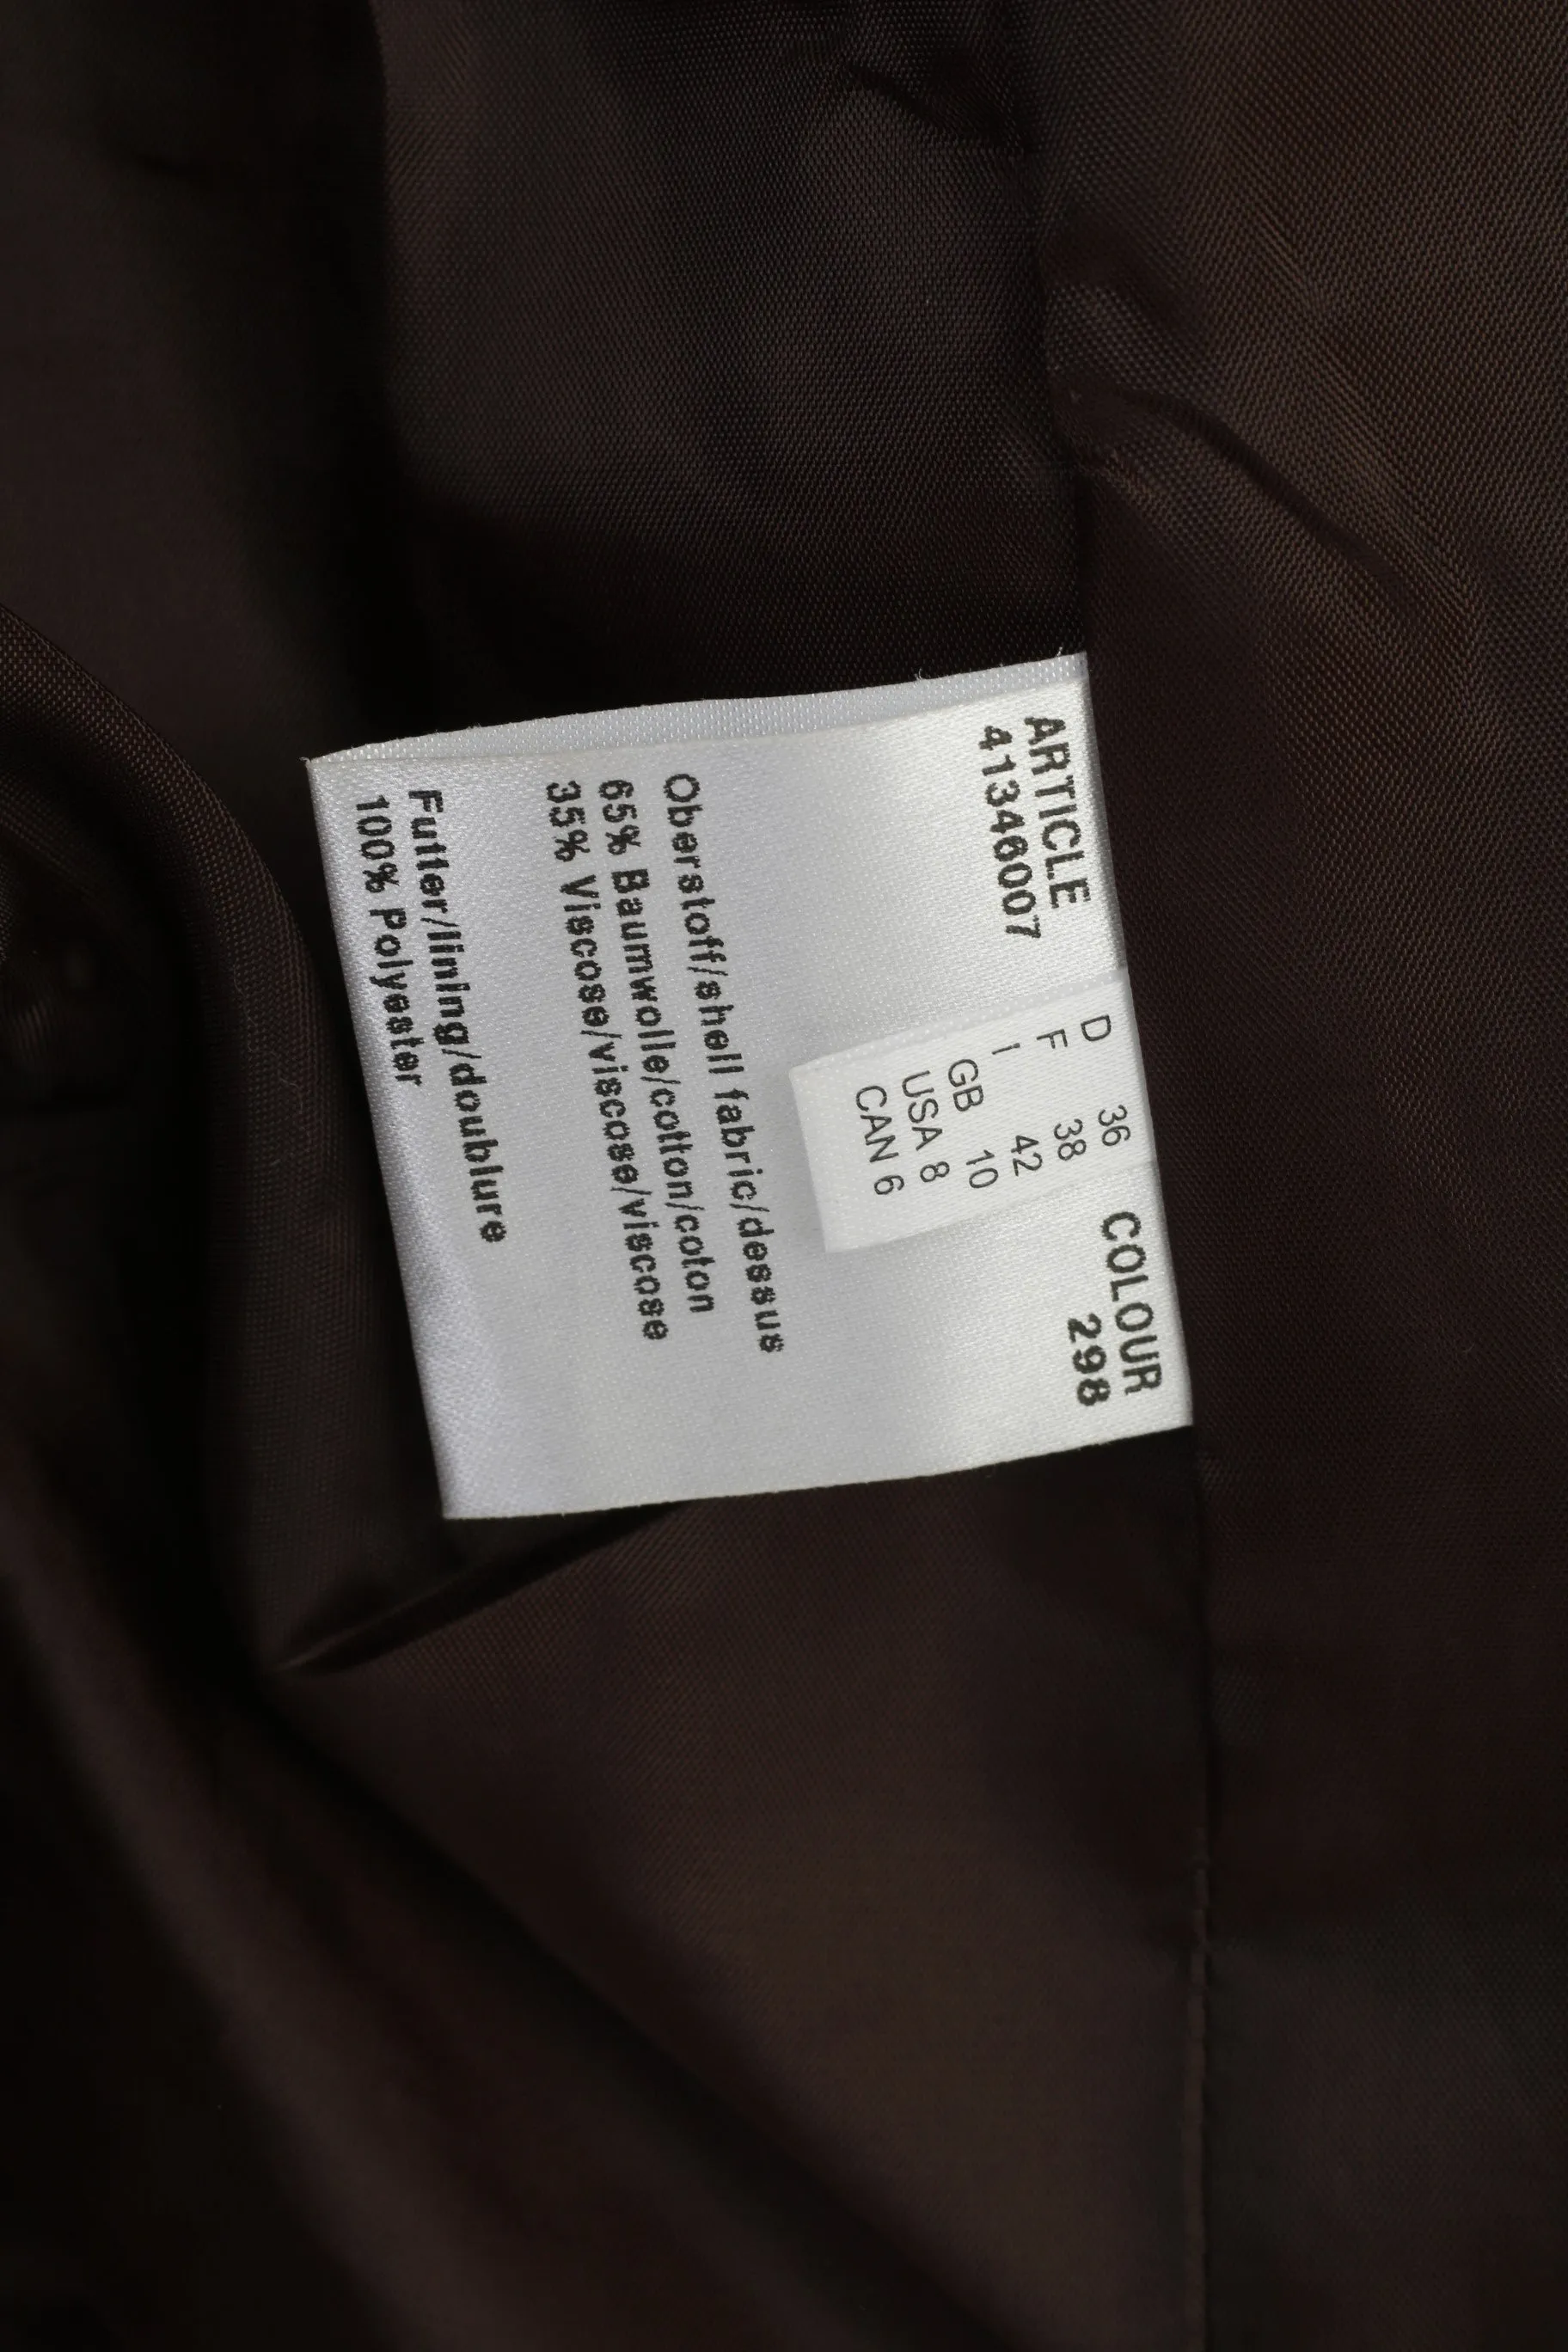 ARTICLE
41346007
D 36
F 38
I 42
GB 10
USA 8
CAN 6
COLOUR
298
Oberstoff/shell fabric/dessus
65% Baumwolle/cotton/coton
35% Viscose/viscose/viscose
Futter/lining/doublure
100% Polyester